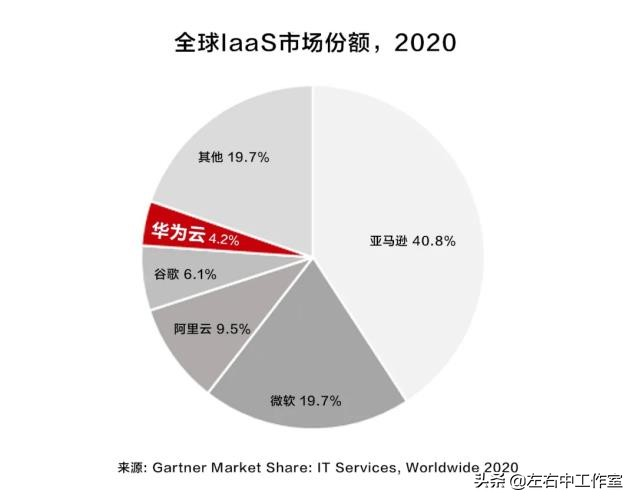 全球IaaS市场份额，2020
其他 19.7%
亚马逊 40.8%
华为云 4.2%
谷歌 6.1%
阿里云 9.5%
微软 19.7%
来源: Gartner Market Share: IT Services, Worldwide 2020
头条 @左右中工作室